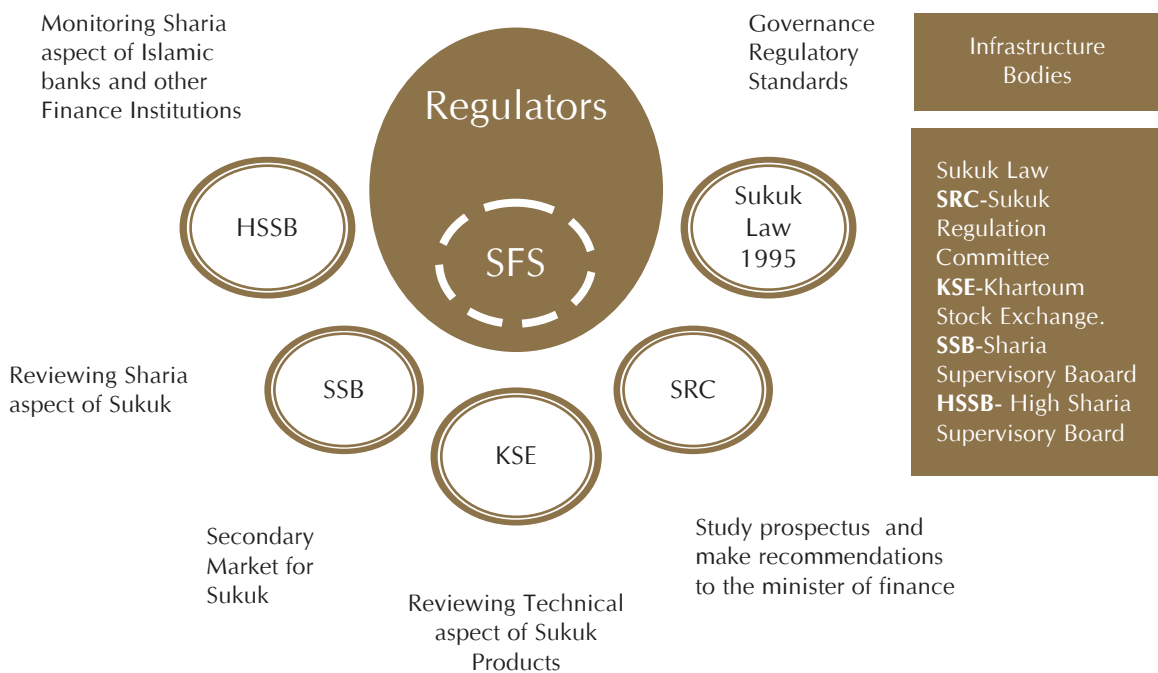 Monitoring Sharia
aspect of Islamic
banks and other
Finance Institutions
Regulators
SFS
Governance
Regulatory
Standards
Infrastructure
Bodies
HSSB
Sukuk
Law
1995
Sukuk Law
SRC-Sukuk
Regulation
Committee
KSE-Khartoum
Stock Exchange.
SSB-Sharia
Supervisory Baoard
HSSB- High Sharia
Supervisory Board
Reviewing Sharia
aspect of Sukuk
SSB
KSE
SRC
Secondary
Market for
Sukuk
Reviewing Technical
aspect of Sukuk
Products
Study prospectus and
make recommendations
to the minister of finance